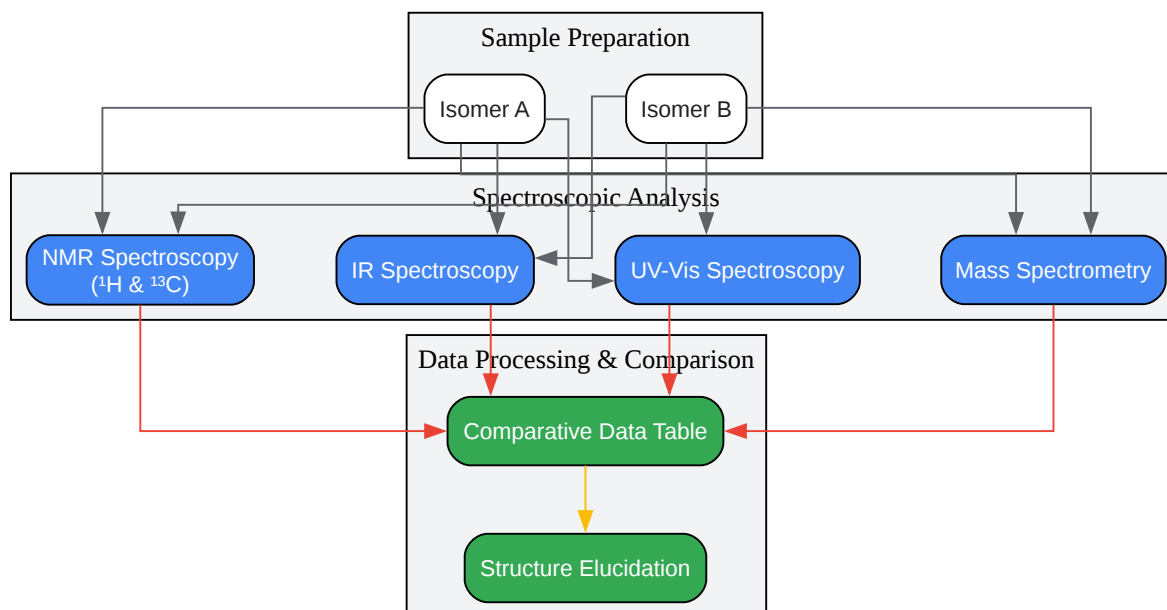 Sample Preparation
Isomer A
Isomer B
Spectroscopic Analysis
NMR Spectroscopy
(¹H & ¹³C)
IR Spectroscopy
UV-Vis Spectroscopy
Mass Spectrometry
Data Processing & Comparison
Comparative Data Table
Structure Elucidation